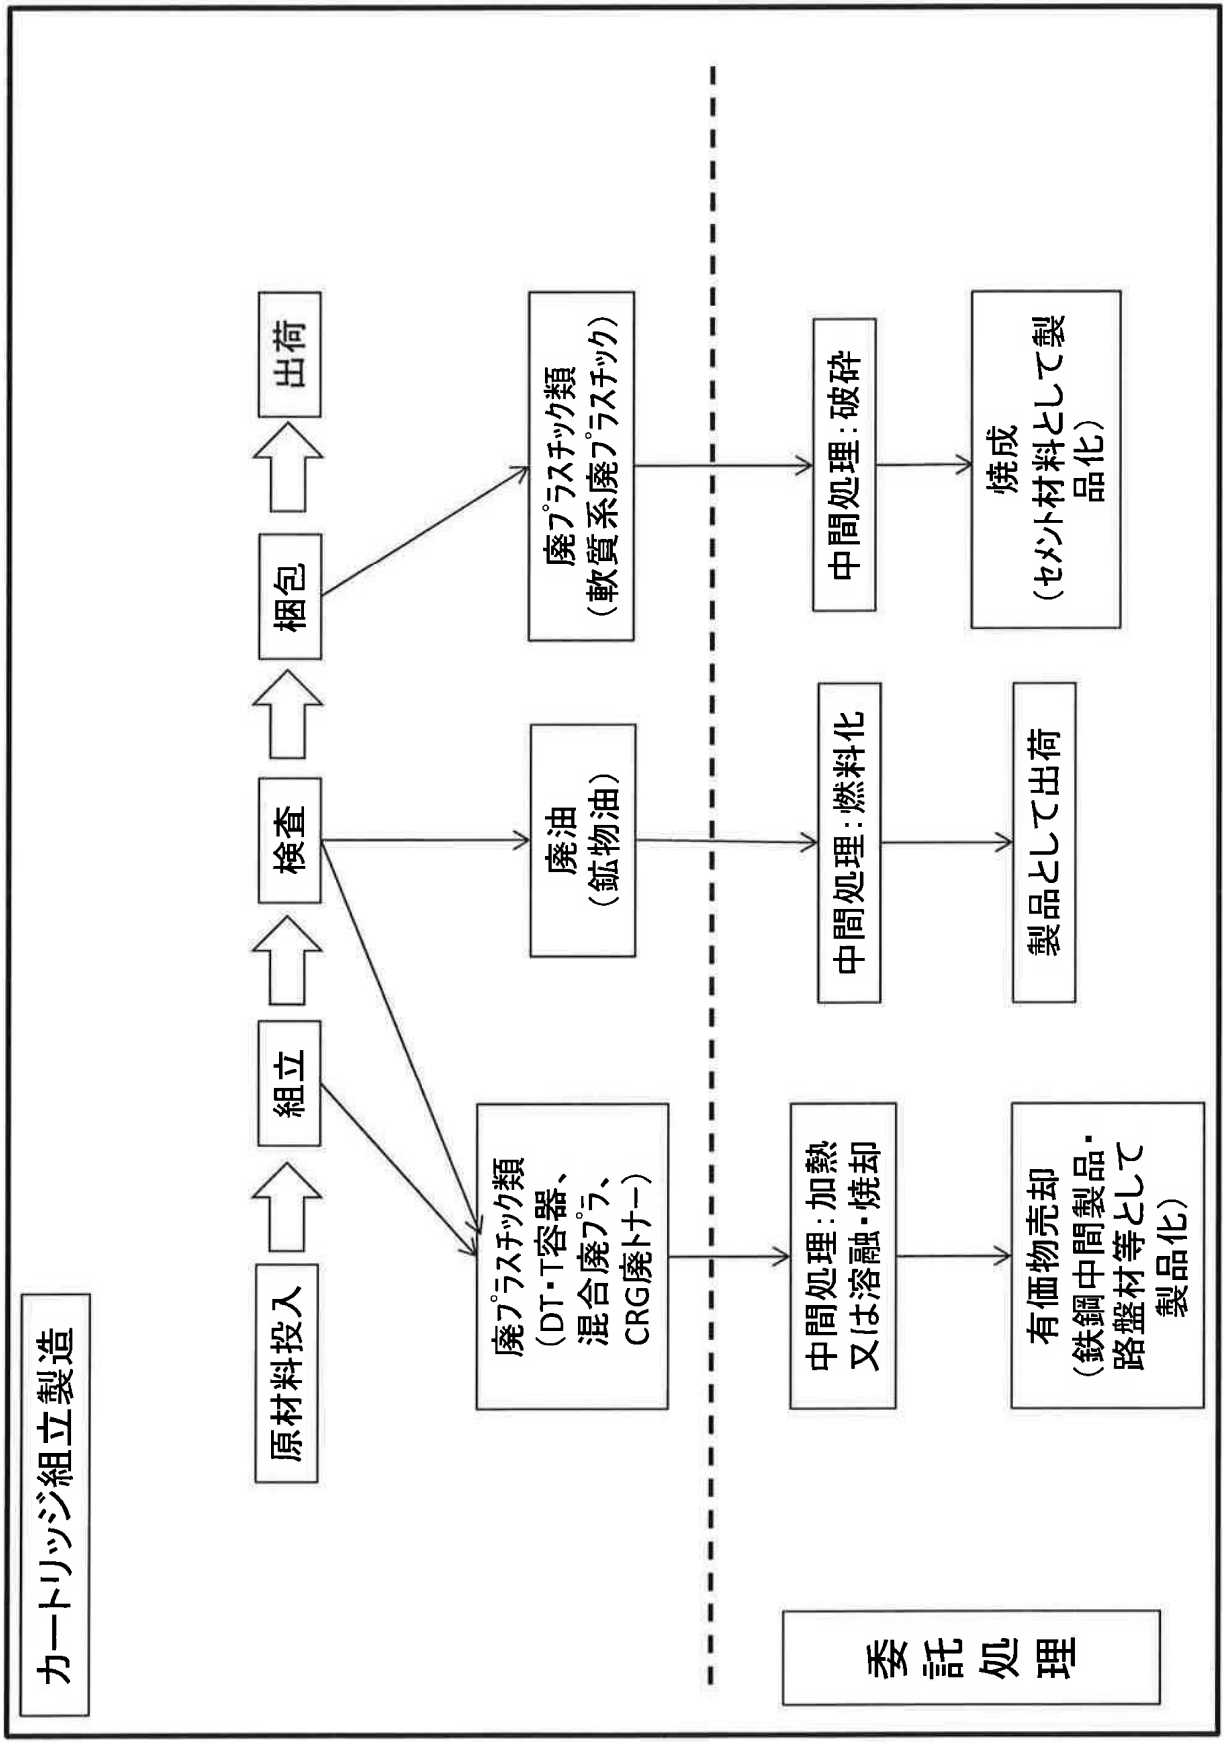 カートリッジ組立製造
原材料投入
組立
検査
梱包
出荷
廃プラスチック類
(DT・T容器、
混合廃プラ、
CRG廃トナー)
廃油
(鉱物油)
廃プラスチック類
(軟質系廃プラスチック)
委託処理
中間処理:加熱
又は溶融・焼却
中間処理:燃料化
中間処理:破砕
有価物売却
(鉄鋼中間製品・
路盤材等として
製品化)
製品として出荷
焼成
(セメント材料として製
品化)